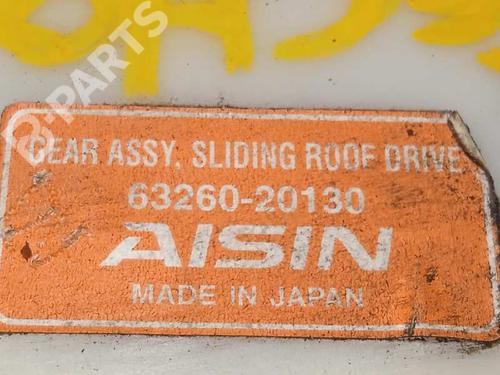 B-PARTS
GEAR ASSY, SLIDING ROOF DRIVE
63260-20130
AISIN
MADE IN JAPAN